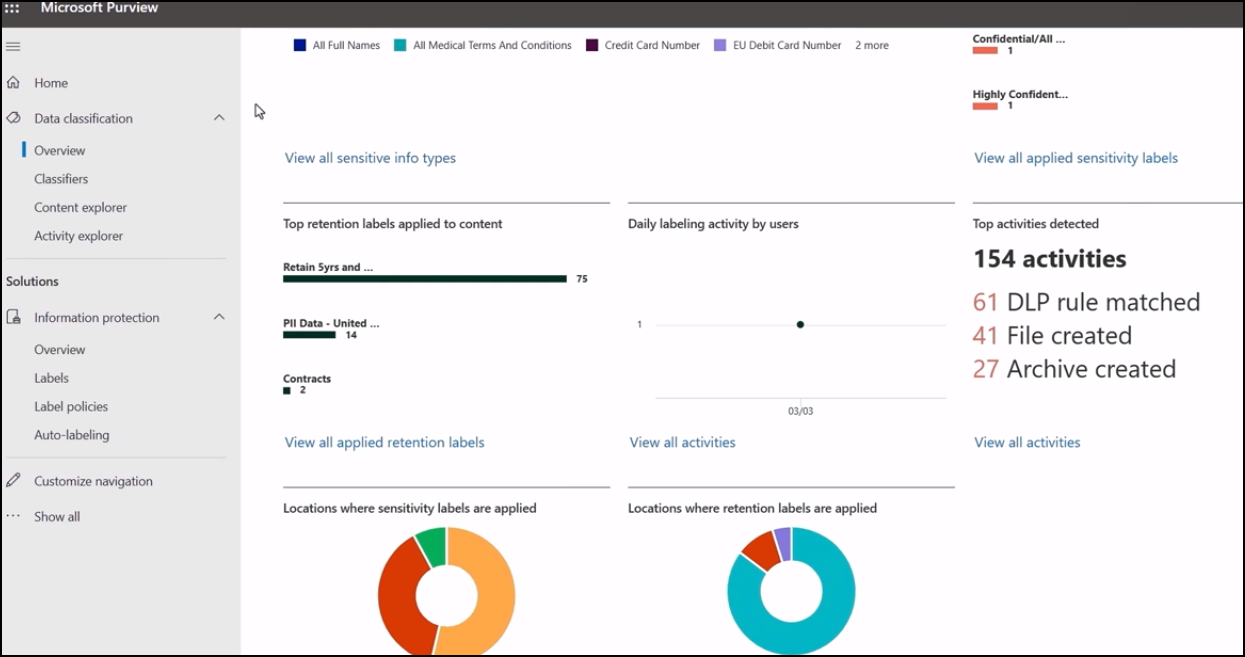 Microsoft Purview
Home
Data classification
Overview
Classifiers
Content explorer
Activity explorer
Solutions
Information protection
Overview
Labels
Label policies
Auto-labeling
Customize navigation
Show all
All Full Names All Medical Terms And Conditions Credit Card Number EU Debit Card Number 2 more
View all sensitive info types
Confidential/All ...
1
Highly Confident...
1
View all applied sensitivity labels
Top retention labels applied to content
Retain 5yrs and ...
75
PII Data - United ...
14
Contracts
2
View all applied retention labels
Daily labeling activity by users
1
03/03
View all activities
Top activities detected
154 activities
61 DLP rule matched
41 File created
27 Archive created
View all activities
Locations where sensitivity labels are applied
Locations where retention labels are applied